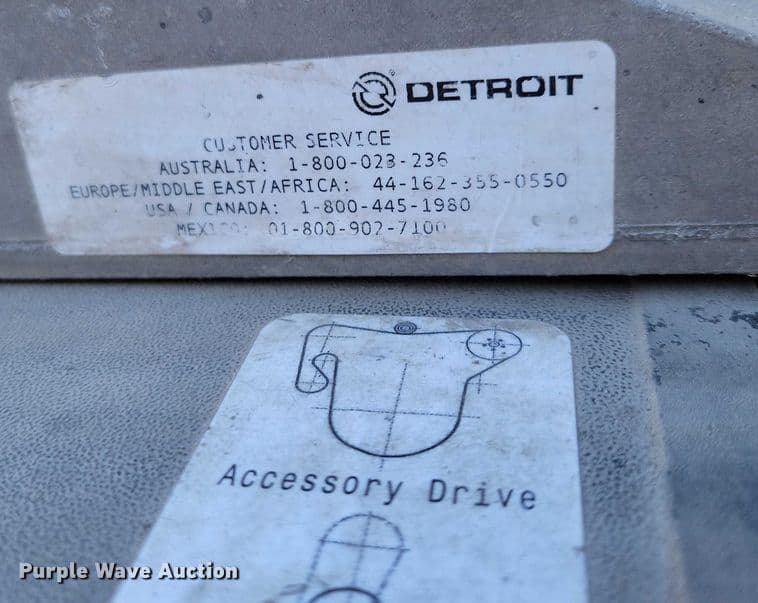 DETROIT
CUSTOMER SERVICE
AUSTRALIA: 1-800-023-236
EUROPE/MIDDLE EAST/AFRICA: 44-162-355-0550
USA / CANADA: 1-800-445-1980
MEXICO: 01-800-902-7100
Accessory Drive
Purple Wave Auction